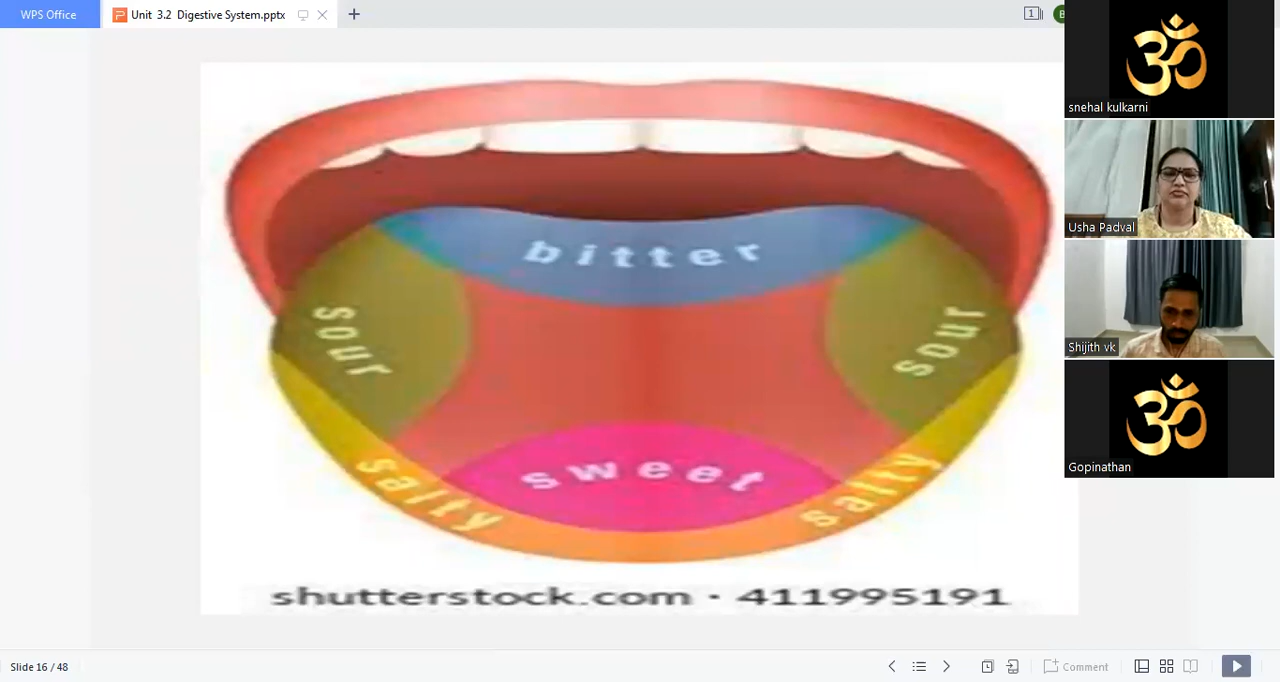 WPS Office
Unit 3.2 Digestive System.pptx
1
B
bitter
sour
sour
sweet
salty
salty
shutterstock.com · 411995191
snehal kulkarni
Usha Padval
Shijith vk
Gopinathan
ॐ
ॐ
Slide 16 / 48
Comment